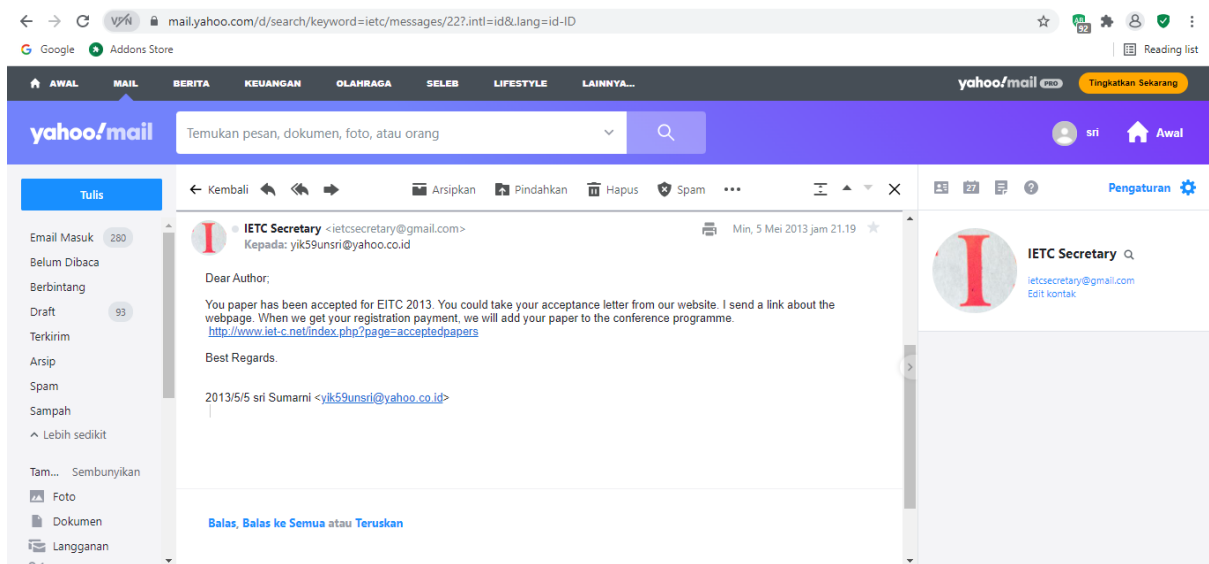 VPN mail.yahoo.com/d/search/keyword=ietc/messages/22?.intl=id&.lang=id-ID 92
Google Addons Store Reading list
AWAL MAIL BERITA KEUANGAN OLAHRAGA SELEB LIFESTYLE LAINNYA... yahoo!mail PRO Tingkatkan Sekarang
yahoo!mail Temukan pesan, dokumen, foto, atau orang sri Awal
Tulis Kembali Arsipkan Pindahkan Hapus Spam 27 Pengaturan
Email Masuk 280
Belum Dibaca
Berbintang
Draft 93
Terkirim
Arsip
Spam
Sampah
Lebih sedikit
Tam... Sembunyikan
Foto
Dokumen
Langganan
IETC Secretary <ietcsecretary@gmail.com> Min, 5 Mei 2013 jam 21.19
Kepada: yik59unsri@yahoo.co.id
Dear Author;
You paper has been accepted for EITC 2013. You could take your acceptance letter from our website. I send a link about the
webpage. When we get your registration payment, we will add your paper to the conference programme.
http://www.iet-c.net/index.php?page=acceptedpapers
Best Regards.
2013/5/5 sri Sumarni <yik59unsri@yahoo.co.id>
Balas, Balas ke Semua atau Teruskan
I
IETC Secretary
ietcsecretary@gmail.com
Edit kontak